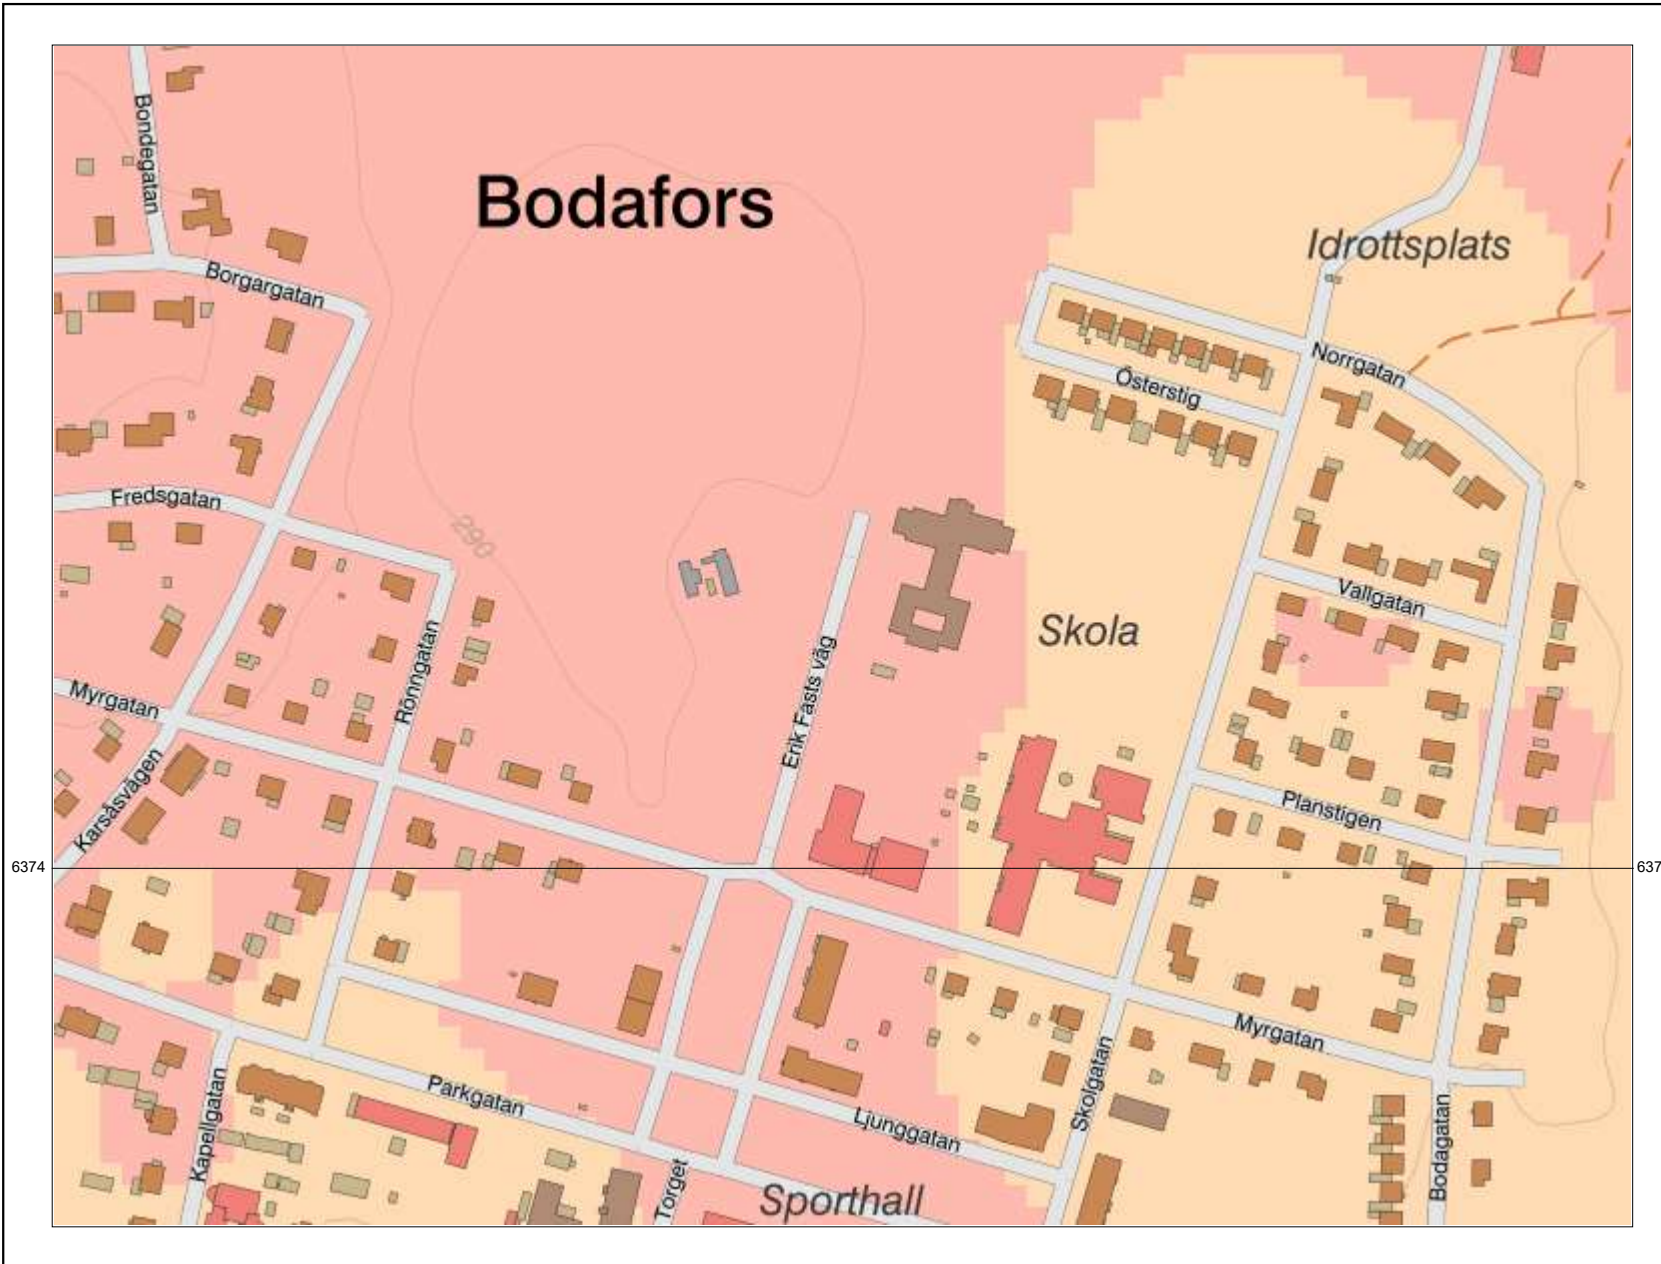 Bondegatan
Bodafors
Idrottsplats
Borgargatan
Norrgatan
Österstig
Fredsgatan
290
Vallgatan
Skola
Rönngatan
Erik Fasts väg
Myrgatan
Karsåsvägen
Planstigen
6374
637
Myrgatan
Skolgatan
Parkgatan
Kapellgatan
Ljunggatan
Bodagatan
Torget
Sporthall